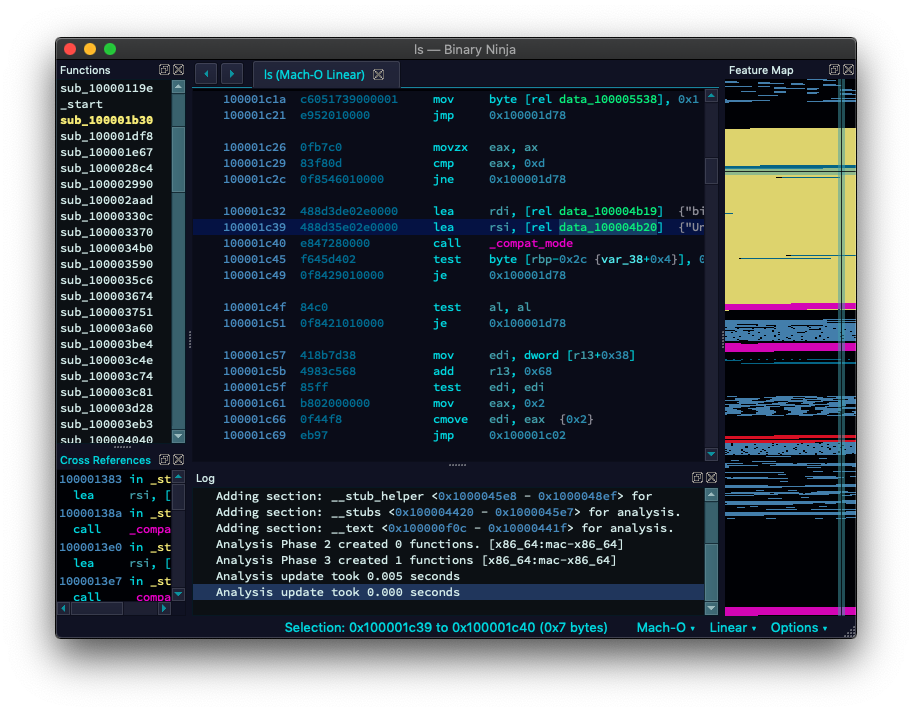 ls — Binary Ninja
Functions
sub_10000119e
_start
sub_100001b30
sub_100001df8
sub_100001e67
sub_1000028c4
sub_100002990
sub_100002aad
sub_10000330c
sub_100003370
sub_1000034b0
sub_100003590
sub_1000035c6
sub_100003674
sub_100003751
sub_100003a60
sub_100003be4
sub_100003c4e
sub_100003c74
sub_100003c81
sub_100003d28
sub_100003eb3
sub_100004040
Cross References
100001383 in _st
lea rsi, [
10000138a in _st
call _compa
1000013e0 in _st
lea rsi, [
1000013e7 in _st
call _compa
ls (Mach-O Linear)
100001c1a c6051739000001 mov byte [rel data_100005538], 0x1
100001c21 e952010000 jmp 0x100001d78
100001c26 0fb7c0 movzx eax, ax
100001c29 83f80d cmp eax, 0xd
100001c2c 0f8546010000 jne 0x100001d78
100001c32 488d3de02e0000 lea rdi, [rel data_100004b19] {"bi
100001c39 488d35e02e0000 lea rsi, [rel data_100004b20] {"Un
100001c40 e847280000 call _compat_mode
100001c45 f645d402 test byte [rbp-0x2c {var_38+0x4}], 0
100001c49 0f8429010000 je 0x100001d78
100001c4f 84c0 test al, al
100001c51 0f8421010000 je 0x100001d78
100001c57 418b7d38 mov edi, dword [r13+0x38]
100001c5b 4983c568 add r13, 0x68
100001c5f 85ff test edi, edi
100001c61 b802000000 mov eax, 0x2
100001c66 0f44f8 cmove edi, eax {0x2}
100001c69 eb97 jmp 0x100001c02
Log
Adding section: __stub_helper <0x1000045e8 - 0x1000048ef> for
Adding section: __stubs <0x100004420 - 0x1000045e7> for analysis.
Adding section: __text <0x100000f0c - 0x10000441f> for analysis.
Analysis Phase 2 created 0 functions. [x86_64:mac-x86_64]
Analysis Phase 3 created 1 functions [x86_64:mac-x86_64]
Analysis update took 0.005 seconds
Analysis update took 0.000 seconds
Feature Map
Selection: 0x100001c39 to 0x100001c40 (0x7 bytes) Mach-O Linear Options